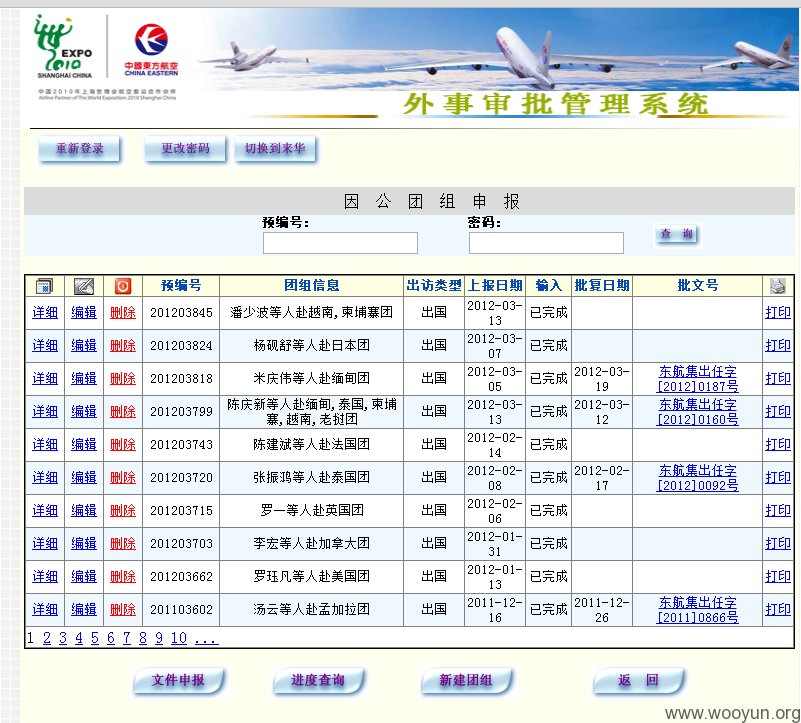 EXPO
2010
SHANGHAI CHINA
中國東方航空
CHINA EASTERN
中国2010年上海世博会航空客运合作伙伴
Airline Partner of The World Exposition 2010 Shanghai China
外事审批管理系统
重新登录 更改密码 切换到来华
因公团组申报
预编号: 密码:
查询
预编号 团组信息 出访类型 上报日期 输入 批复日期 批文号
详细 编辑 删除 201203845 潘少波等人赴越南,柬埔寨团 出国 2012-03-13 已完成 打印
详细 编辑 删除 201203824 杨砚舒等人赴日本团 出国 2012-03-07 已完成 打印
详细 编辑 删除 201203818 米庆伟等人赴缅甸团 出国 2012-03-05 已完成 2012-03-19 东航集出任字[2012]0187号 打印
详细 编辑 删除 201203799 陈庆新等人赴缅甸,泰国,柬埔寨,越南,老挝团 出国 2012-03-13 已完成 2012-03-12 东航集出任字[2012]0160号 打印
详细 编辑 删除 201203743 陈建斌等人赴法国团 出国 2012-02-14 已完成 打印
详细 编辑 删除 201203720 张振鸿等人赴泰国团 出国 2012-02-08 已完成 2012-02-17 东航集出任字[2012]0092号 打印
详细 编辑 删除 201203715 罗一等人赴英国团 出国 2012-02-06 已完成 打印
详细 编辑 删除 201203703 李宏等人赴加拿大团 出国 2012-01-31 已完成 打印
详细 编辑 删除 201203662 罗珏凡等人赴美国团 出国 2012-01-13 已完成 打印
详细 编辑 删除 201103602 汤云等人赴孟加拉团 出国 2011-12-16 已完成 2011-12-26 东航集出任字[2011]0866号 打印
1 2 3 4 5 6 7 8 9 10 ...
文件申报 进度查询 新建团组 返回
www.wooyun.org